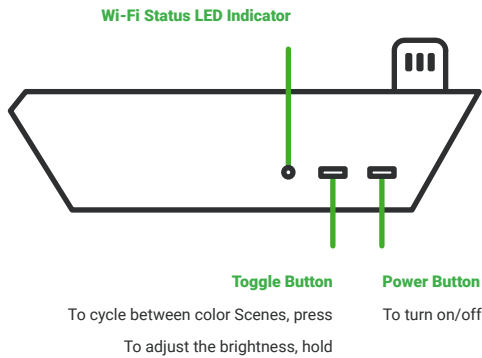 Wi-Fi Status LED Indicator
Toggle Button
To cycle between color Scenes, press
To adjust the brightness, hold
Power Button
To turn on/off